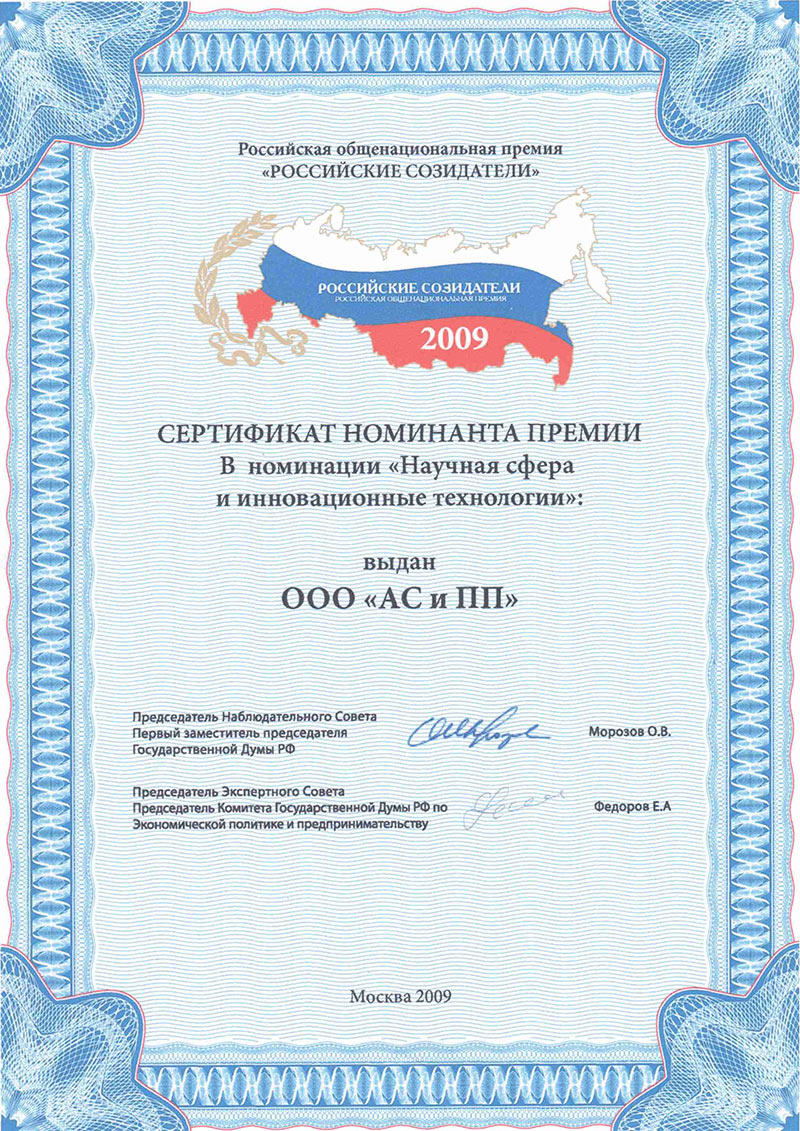 Российская общенациональная премия
«РОССИЙСКИЕ СОЗИДАТЕЛИ»
РОССИЙСКИЕ СОЗИДАТЕЛИ
РОССИЙСКАЯ ОБЩЕНАЦИОНАЛЬНАЯ ПРЕМИЯ
2009
СЕРТИФИКАТ НОМИНАНТА ПРЕМИИ
В номинации «Научная сфера
и инновационные технологии»:
выдан
ООО «АС и ПП»
Председатель Наблюдательного Совета
Первый заместитель председателя
Государственной Думы РФ
Морозов О.В.
Председатель Экспертного Совета
Председатель Комитета Государственной Думы РФ по
Экономической политике и предпринимательству
Федоров Е.А
Москва 2009